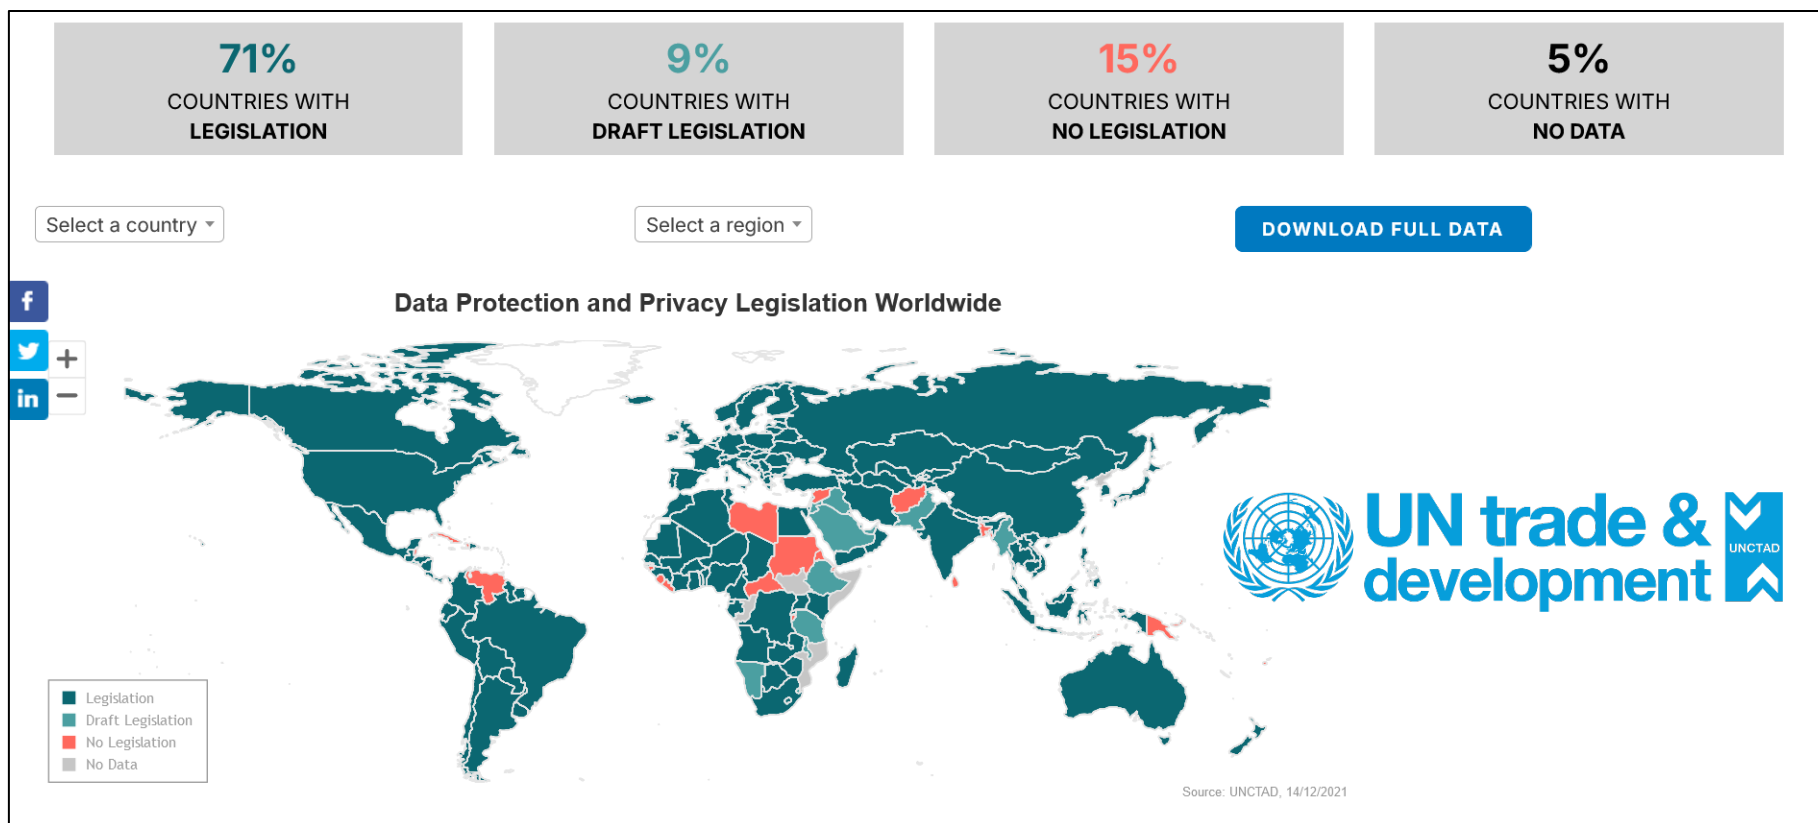 71%
COUNTRIES WITH
LEGISLATION
9%
COUNTRIES WITH
DRAFT LEGISLATION
15%
COUNTRIES WITH
NO LEGISLATION
5%
COUNTRIES WITH
NO DATA
Select a country
Select a region
DOWNLOAD FULL DATA
f
in
+
−
Data Protection and Privacy Legislation Worldwide
UN trade &
development
UNCTAD
Legislation
Draft Legislation
No Legislation
No Data
Source: UNCTAD, 14/12/2021